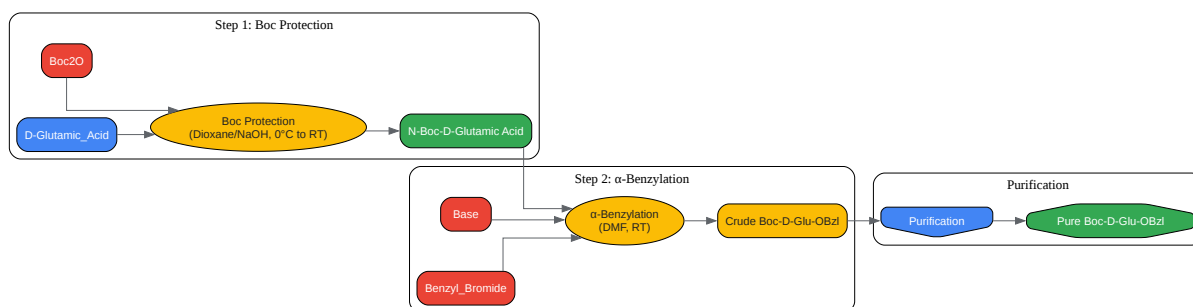 Step 1: Boc Protection
Boc2O
D-Glutamic_Acid
Boc Protection
(Dioxane/NaOH, 0°C to RT)
N-Boc-D-Glutamic Acid
Step 2: α-Benzylation
Base
Benzyl_Bromide
α-Benzylation
(DMF, RT)
Crude Boc-D-Glu-OBzl
Purification
Purification
Pure Boc-D-Glu-OBzl